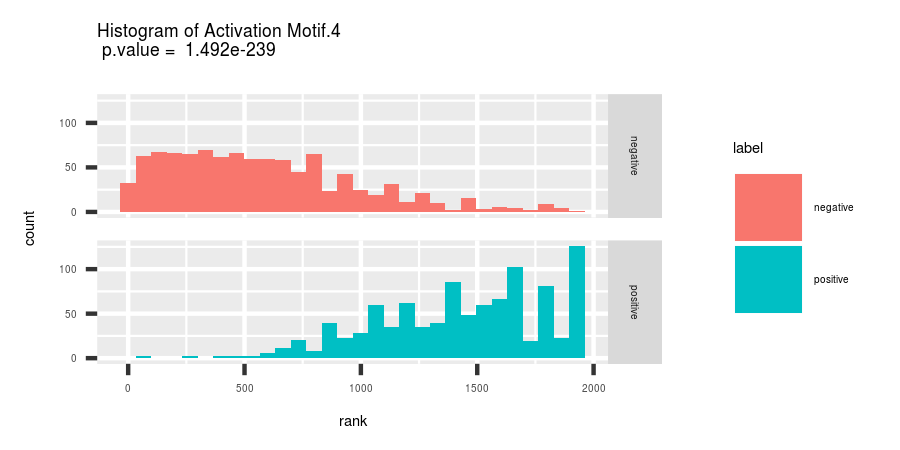 Histogram of Activation Motif.4
p.value = 1.492e-239
100
50
0
negative
100
50
0
positive
0 500 1000 1500 2000
rank
count
label
negative
positive